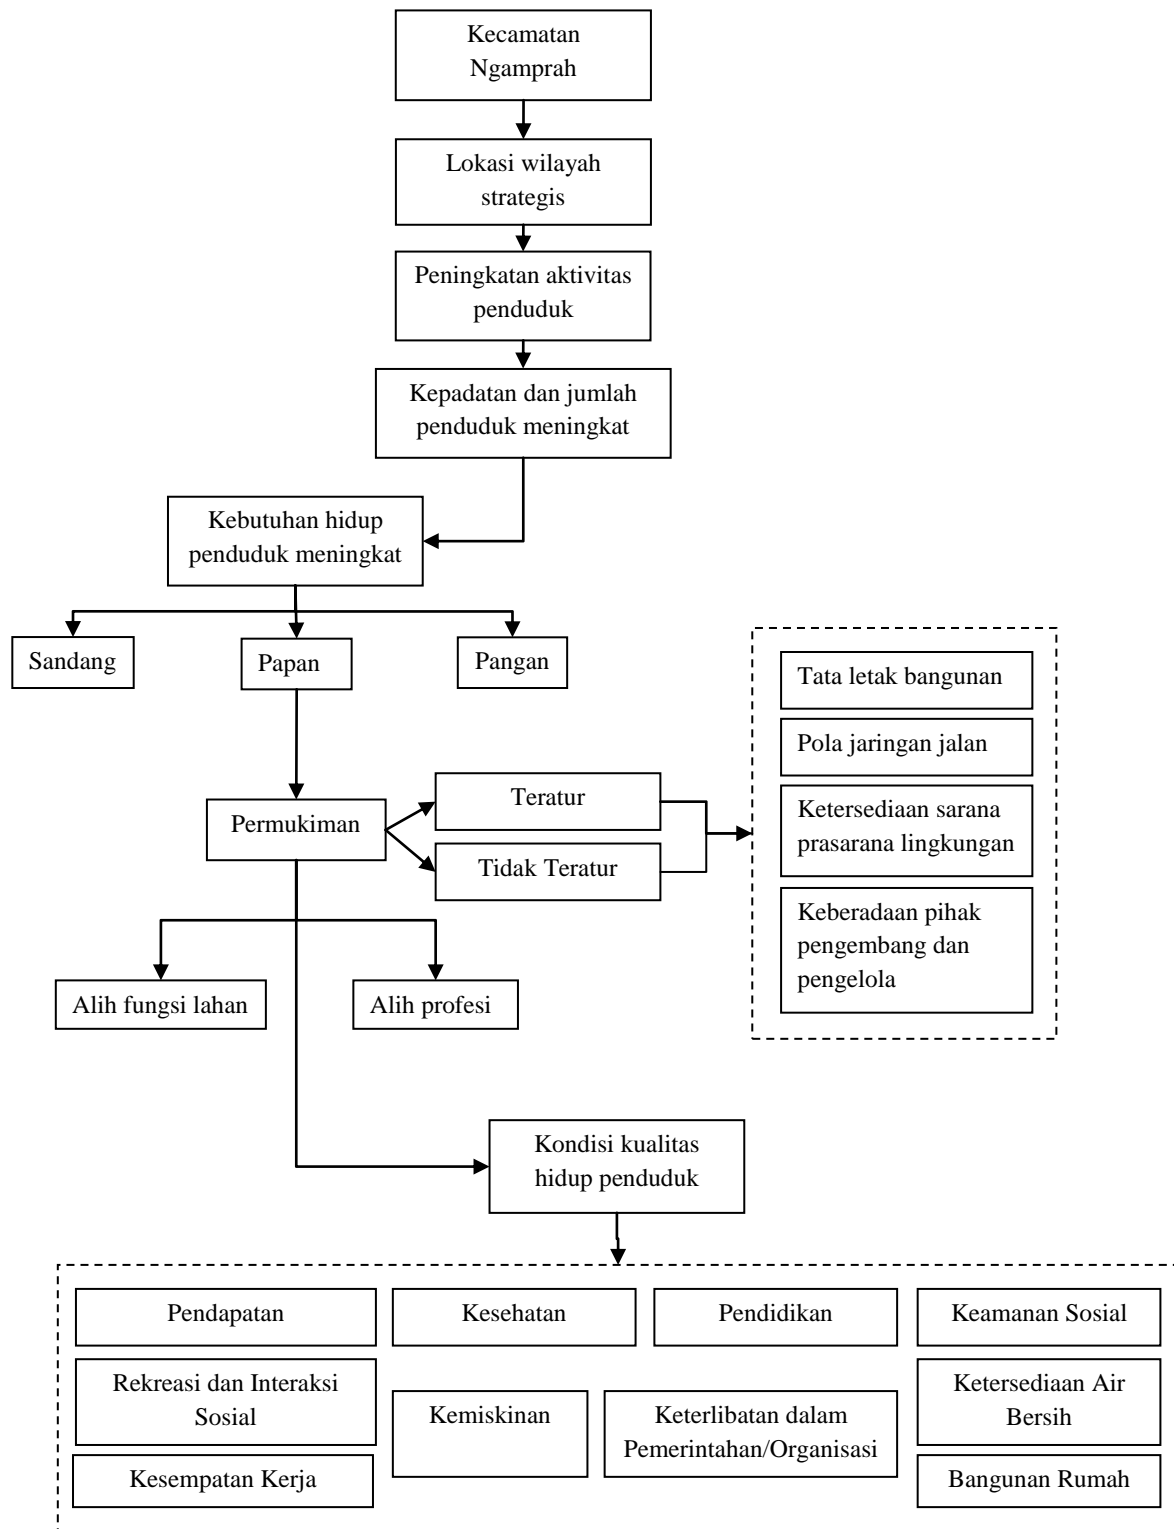 Kecamatan
Ngamprah
Lokasi wilayah
strategis
Peningkatan aktivitas
penduduk
Kepadatan dan jumlah
penduduk meningkat
Kebutuhan hidup
penduduk meningkat
Sandang
Papan
Pangan
Tata letak bangunan
Pola jaringan jalan
Ketersediaan sarana
prasarana lingkungan
Keberadaan pihak
pengembang dan
pengelola
Permukiman
Teratur
Tidak Teratur
Alih fungsi lahan
Alih profesi
Kondisi kualitas
hidup penduduk
Pendapatan
Kesehatan
Pendidikan
Keamanan Sosial
Rekreasi dan Interaksi
Sosial
Kemiskinan
Keterlibatan dalam
Pemerintahan/Organisasi
Ketersediaan Air
Bersih
Kesempatan Kerja
Bangunan Rumah